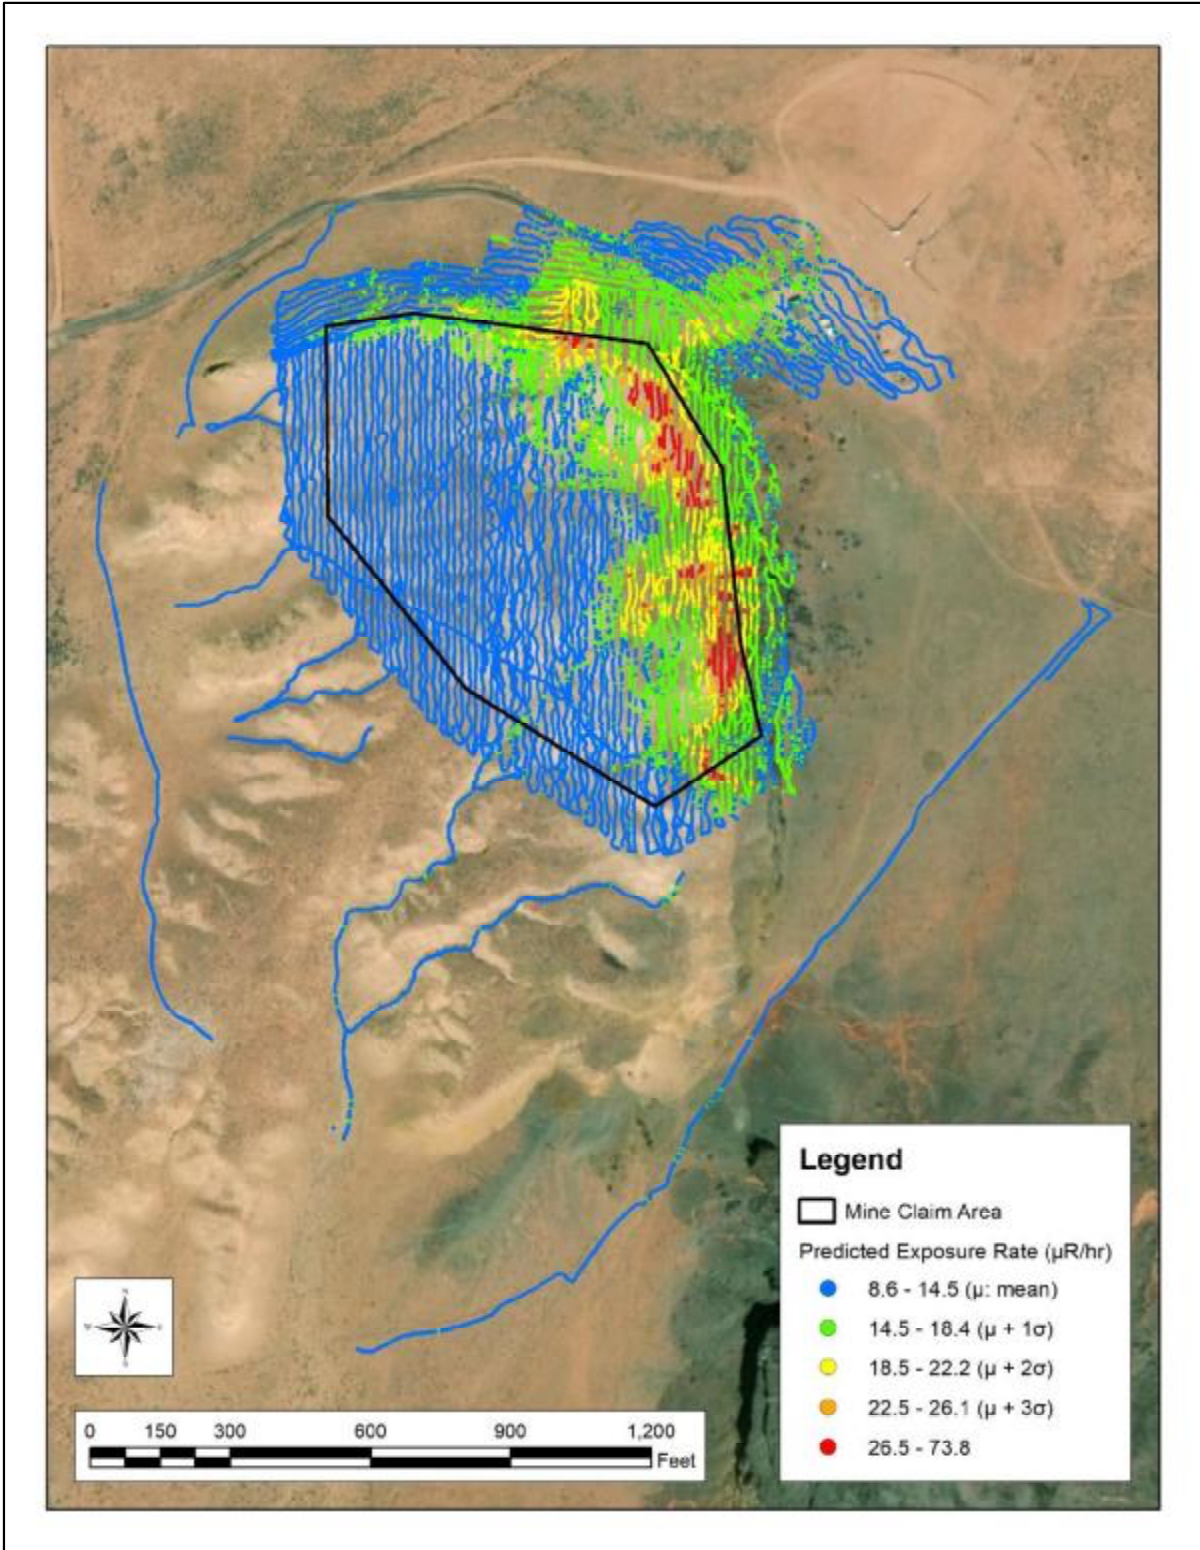 Legend
Mine Claim Area
Predicted Exposure Rate (µR/hr)
8.6 - 14.5 (µ: mean)
14.5 - 18.4 (µ + 1σ)
18.5 - 22.2 (µ + 2σ)
22.5 - 26.1 (µ + 3σ)
26.5 - 73.8
N
W
E
S
0 150 300 600 900 1,200
Feet